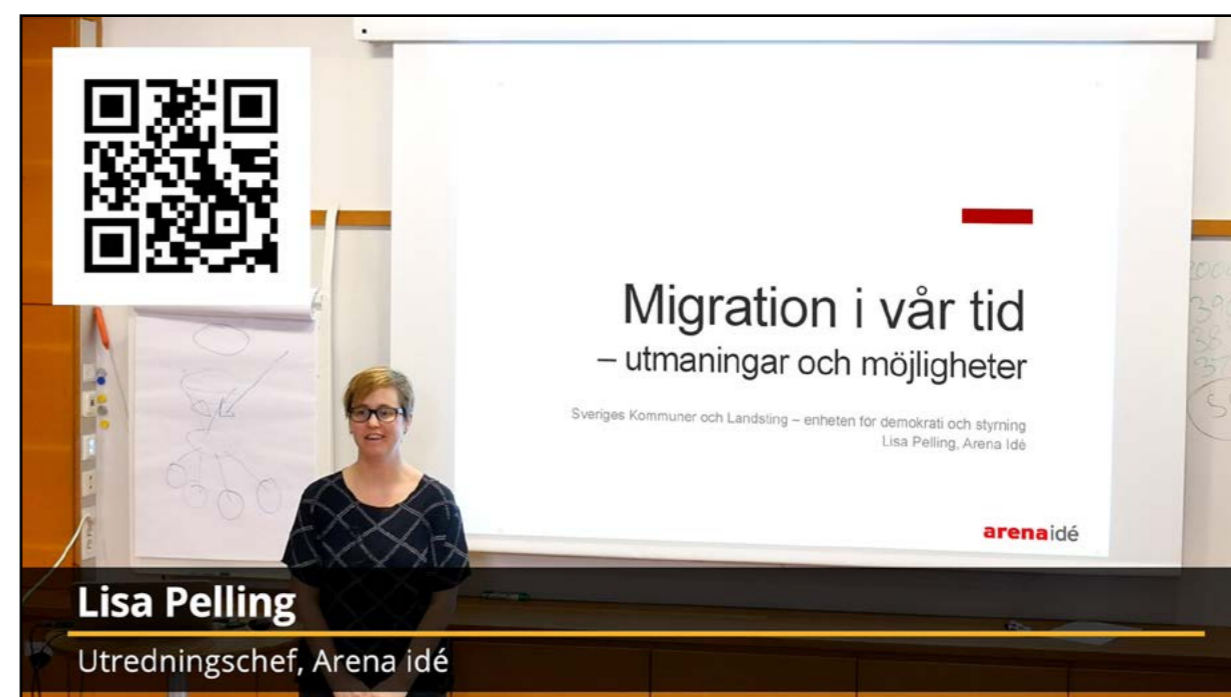 Migration i vår tid
– utmaningar och möjligheter
Sveriges Kommuner och Landsting – enheten för demokrati och styrning
Lisa Pelling, Arena Idé
arenaidé
Lisa Pelling
Utredningschef, Arena idé